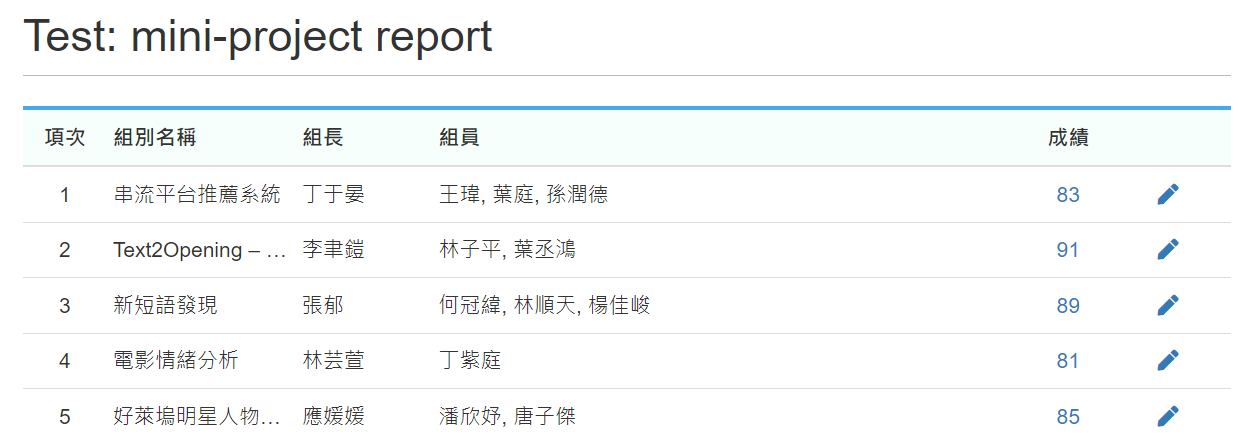 Test: mini-project report
項次 組別名稱 組長 組員 成績
1 串流平台推薦系統 丁于晏 王瑋, 葉庭, 孫潤德 83
2 Text2Opening – … 李聿鎧 林子平, 葉丞鴻 91
3 新短語發現 張郁 何冠緯, 林順天, 楊佳峻 89
4 電影情緒分析 林芸萱 丁紫庭 81
5 好萊塢明星人物… 應媛媛 潘欣妤, 唐子傑 85